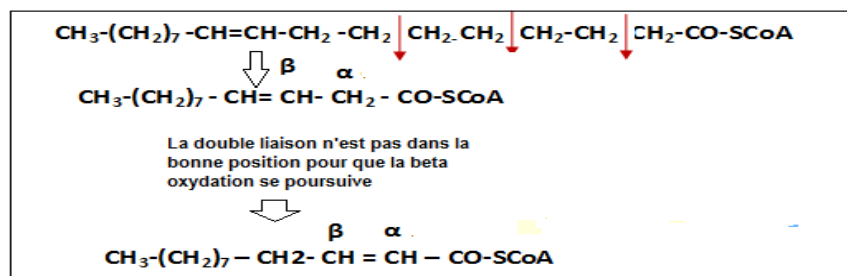 CH₃-(CH₂)₇ -CH=CH-CH₂ -CH₂ CH₂-CH₂ CH₂-CH₂ CH₂-CO-SCoA
β α
CH₃-(CH₂)₇ - CH= CH- CH₂ - CO-SCoA
La double liaison n'est pas dans la
bonne position pour que la beta
oxydation se poursuive
β α
CH₃-(CH₂)₇ – CH2- CH = CH – CO-SCoA